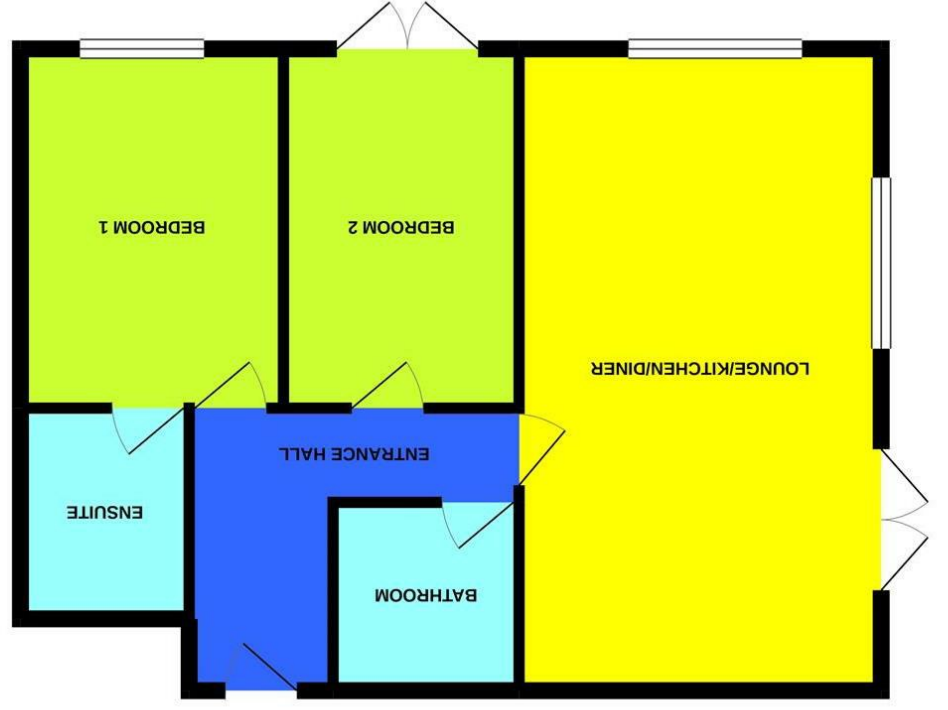 BATHROOM
ENSUITE
ENTRANCE HALL
LOUNGE/KITCHEN/DINER
BEDROOM 2
BEDROOM 1